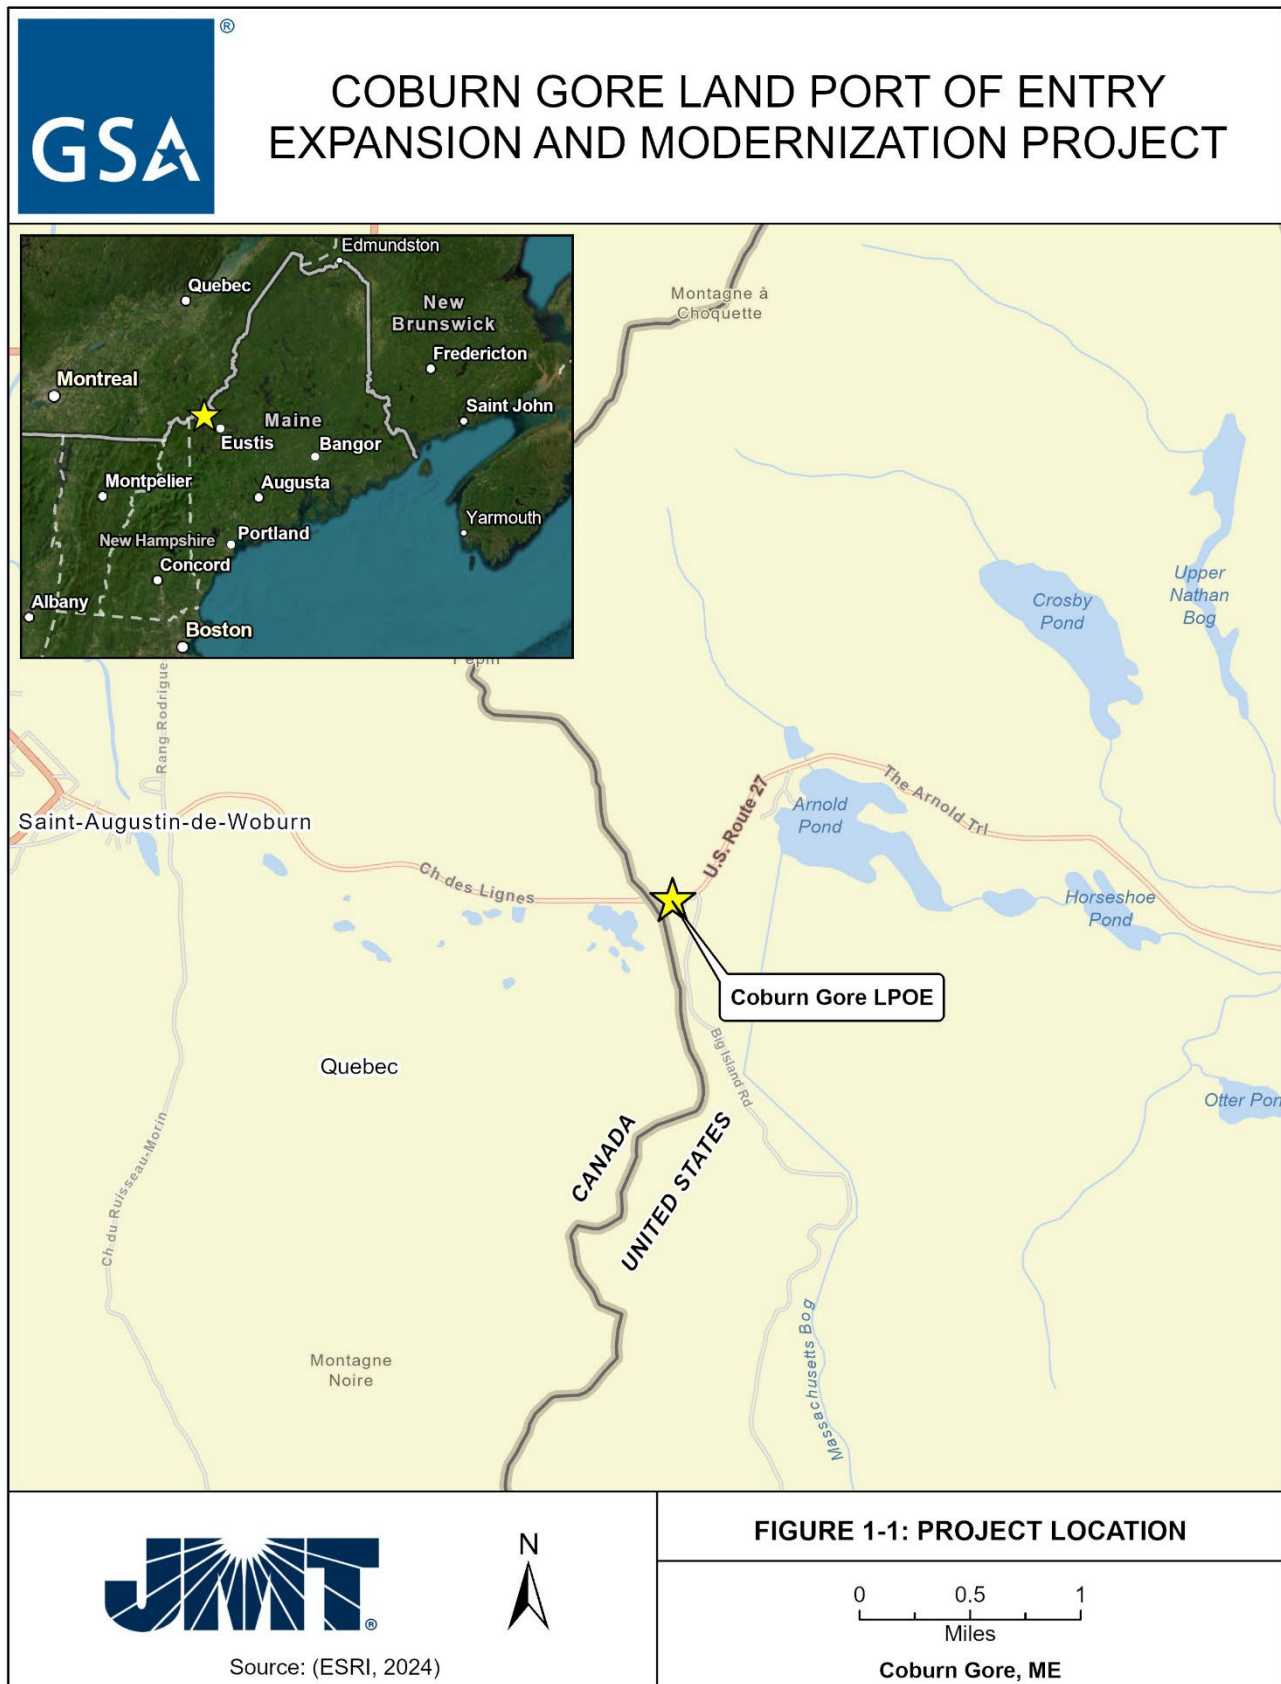 GSA
®
COBURN GORE LAND PORT OF ENTRY
EXPANSION AND MODERNIZATION PROJECT
Edmundston
Quebec
New
Brunswick
Fredericton
Montreal
Saint John
Maine
Eustis
Bangor
Montpelier
Augusta
Yarmouth
New Hampshire
Portland
Concord
Albany
Boston
Montagne à
Choquette
Upper
Nathan
Bog
Crosby
Pond
Rang Rodrigue
Saint-Augustin-de-Woburn
U.S. Route 27
The Arnold Trl
Arnold
Pond
Ch des Lignes
Horseshoe
Pond
Coburn Gore LPOE
Big Island Rd
Quebec
Otter Pon
CANADA
UNITED STATES
Ch du Ruisseau-Morin
Massachusetts Bog
Montagne
Noire
JMT
®
Source: (ESRI, 2024)
N
FIGURE 1-1: PROJECT LOCATION
0 0.5 1
Miles
Coburn Gore, ME